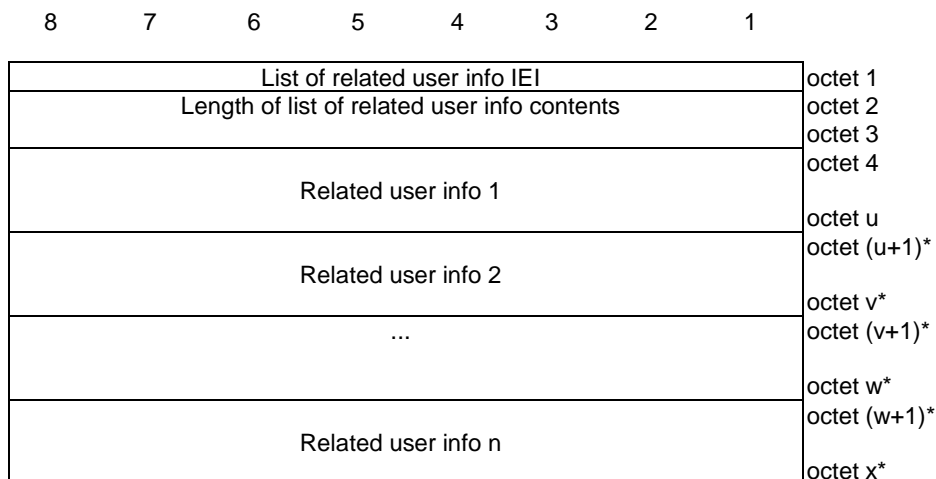 8 7 6 5 4 3 2 1
List of related user info IEI octet 1
Length of list of related user info contents octet 2
octet 3
octet 4
Related user info 1
octet u
octet (u+1)*
Related user info 2
octet v*
... octet (v+1)*
octet w*
octet (w+1)*
Related user info n
octet x*